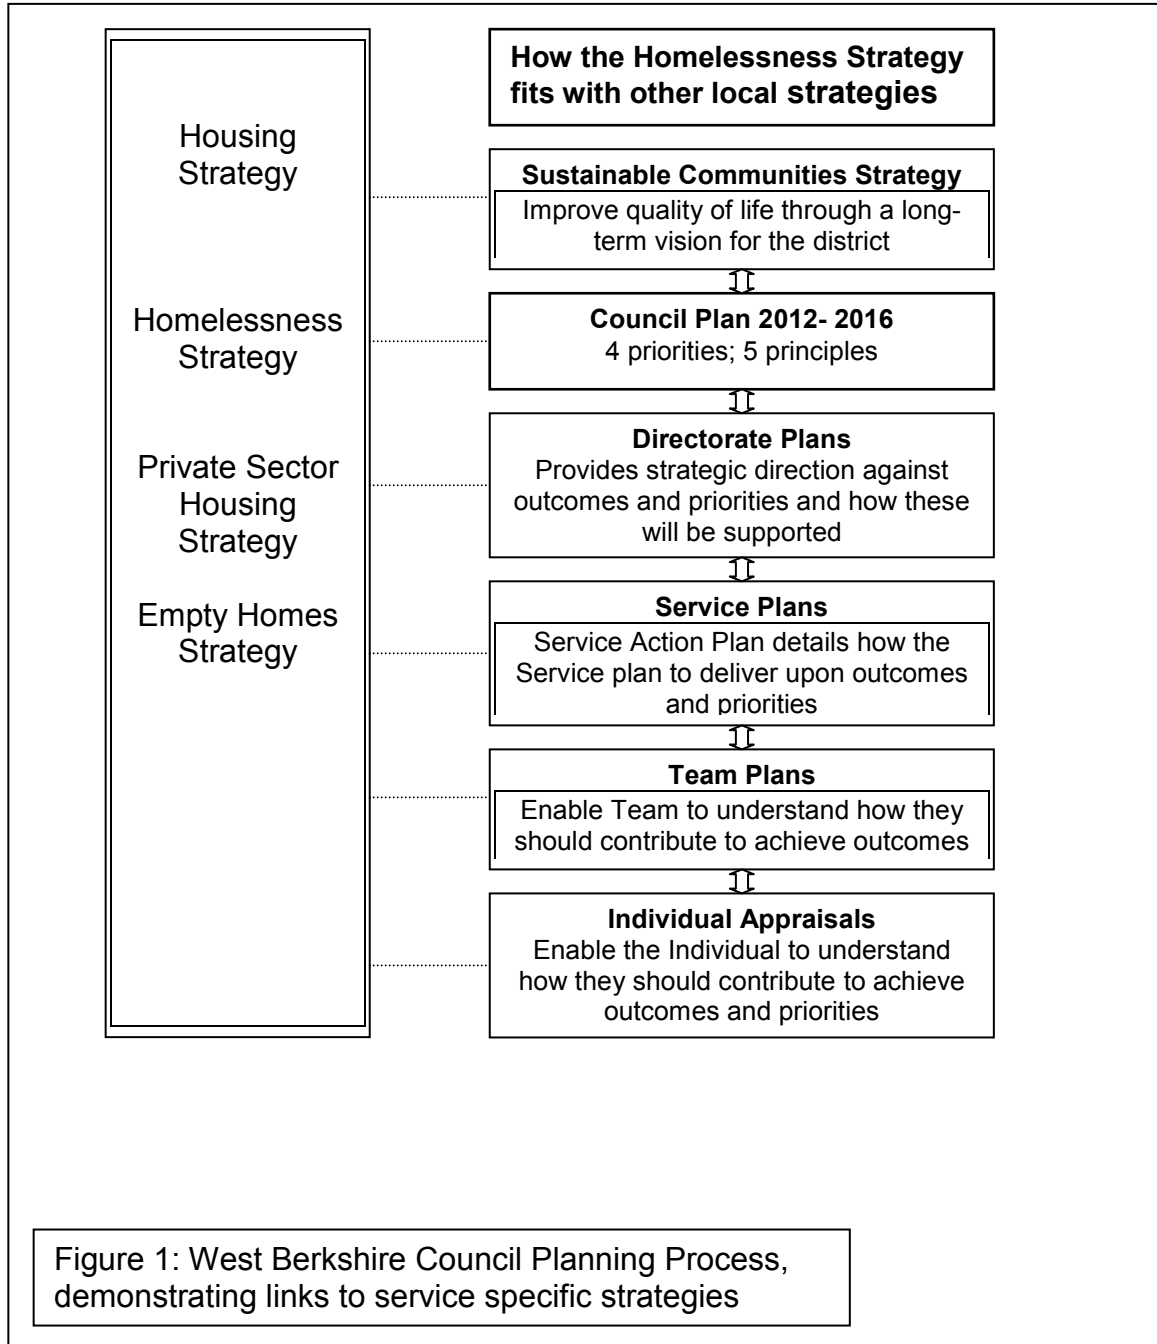 Housing
Strategy
Homelessness
Strategy
Private Sector
Housing
Strategy
Empty Homes
Strategy
How the Homelessness Strategy
fits with other local strategies
Sustainable Communities Strategy
Improve quality of life through a long-
term vision for the district
Council Plan 2012- 2016
4 priorities; 5 principles
Directorate Plans
Provides strategic direction against
outcomes and priorities and how these
will be supported
Service Plans
Service Action Plan details how the
Service plan to deliver upon outcomes
and priorities
Team Plans
Enable Team to understand how they
should contribute to achieve outcomes
Individual Appraisals
Enable the Individual to understand
how they should contribute to achieve
outcomes and priorities
Figure 1: West Berkshire Council Planning Process,
demonstrating links to service specific strategies